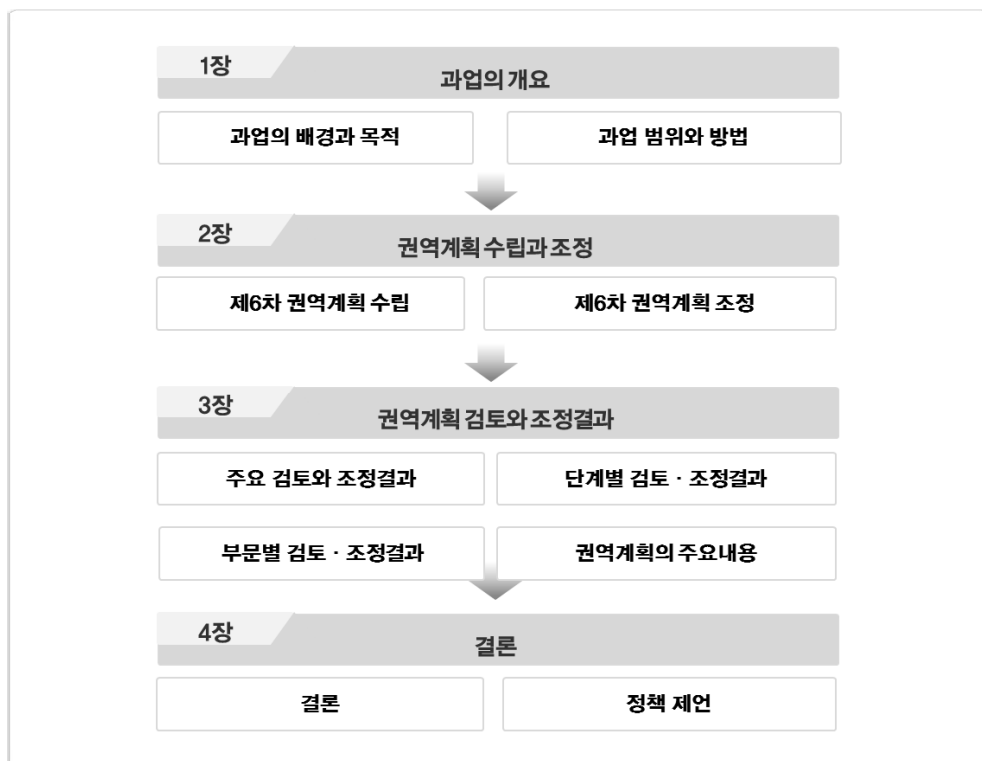 1장
과업의 개요
과업의 배경과 목적
과업 범위와 방법
2장
권역계획 수립과 조정
제6차 권역계획 수립
제6차 권역계획 조정
3장
권역계획 검토와 조정결과
주요 검토와 조정결과
단계별 검토 · 조정결과
부문별 검토 · 조정결과
권역계획의 주요내용
4장
결론
결론
정책 제언